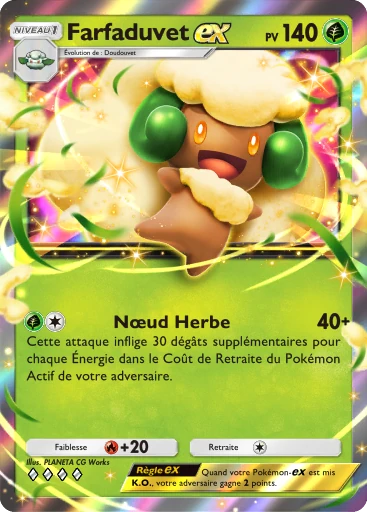 NIVEAU 1
Farfaduvet ex
PV 140
Évolution de : Doudouvet
Nœud Herbe 40+
Cette attaque inflige 30 dégâts supplémentaires pour
chaque Énergie dans le Coût de Retraite du Pokémon
Actif de votre adversaire.
Faiblesse +20
Retraite
Illus. PLANETA CG Works
Règle ex
Quand votre Pokémon-ex est mis
K.O., votre adversaire gagne 2 points.